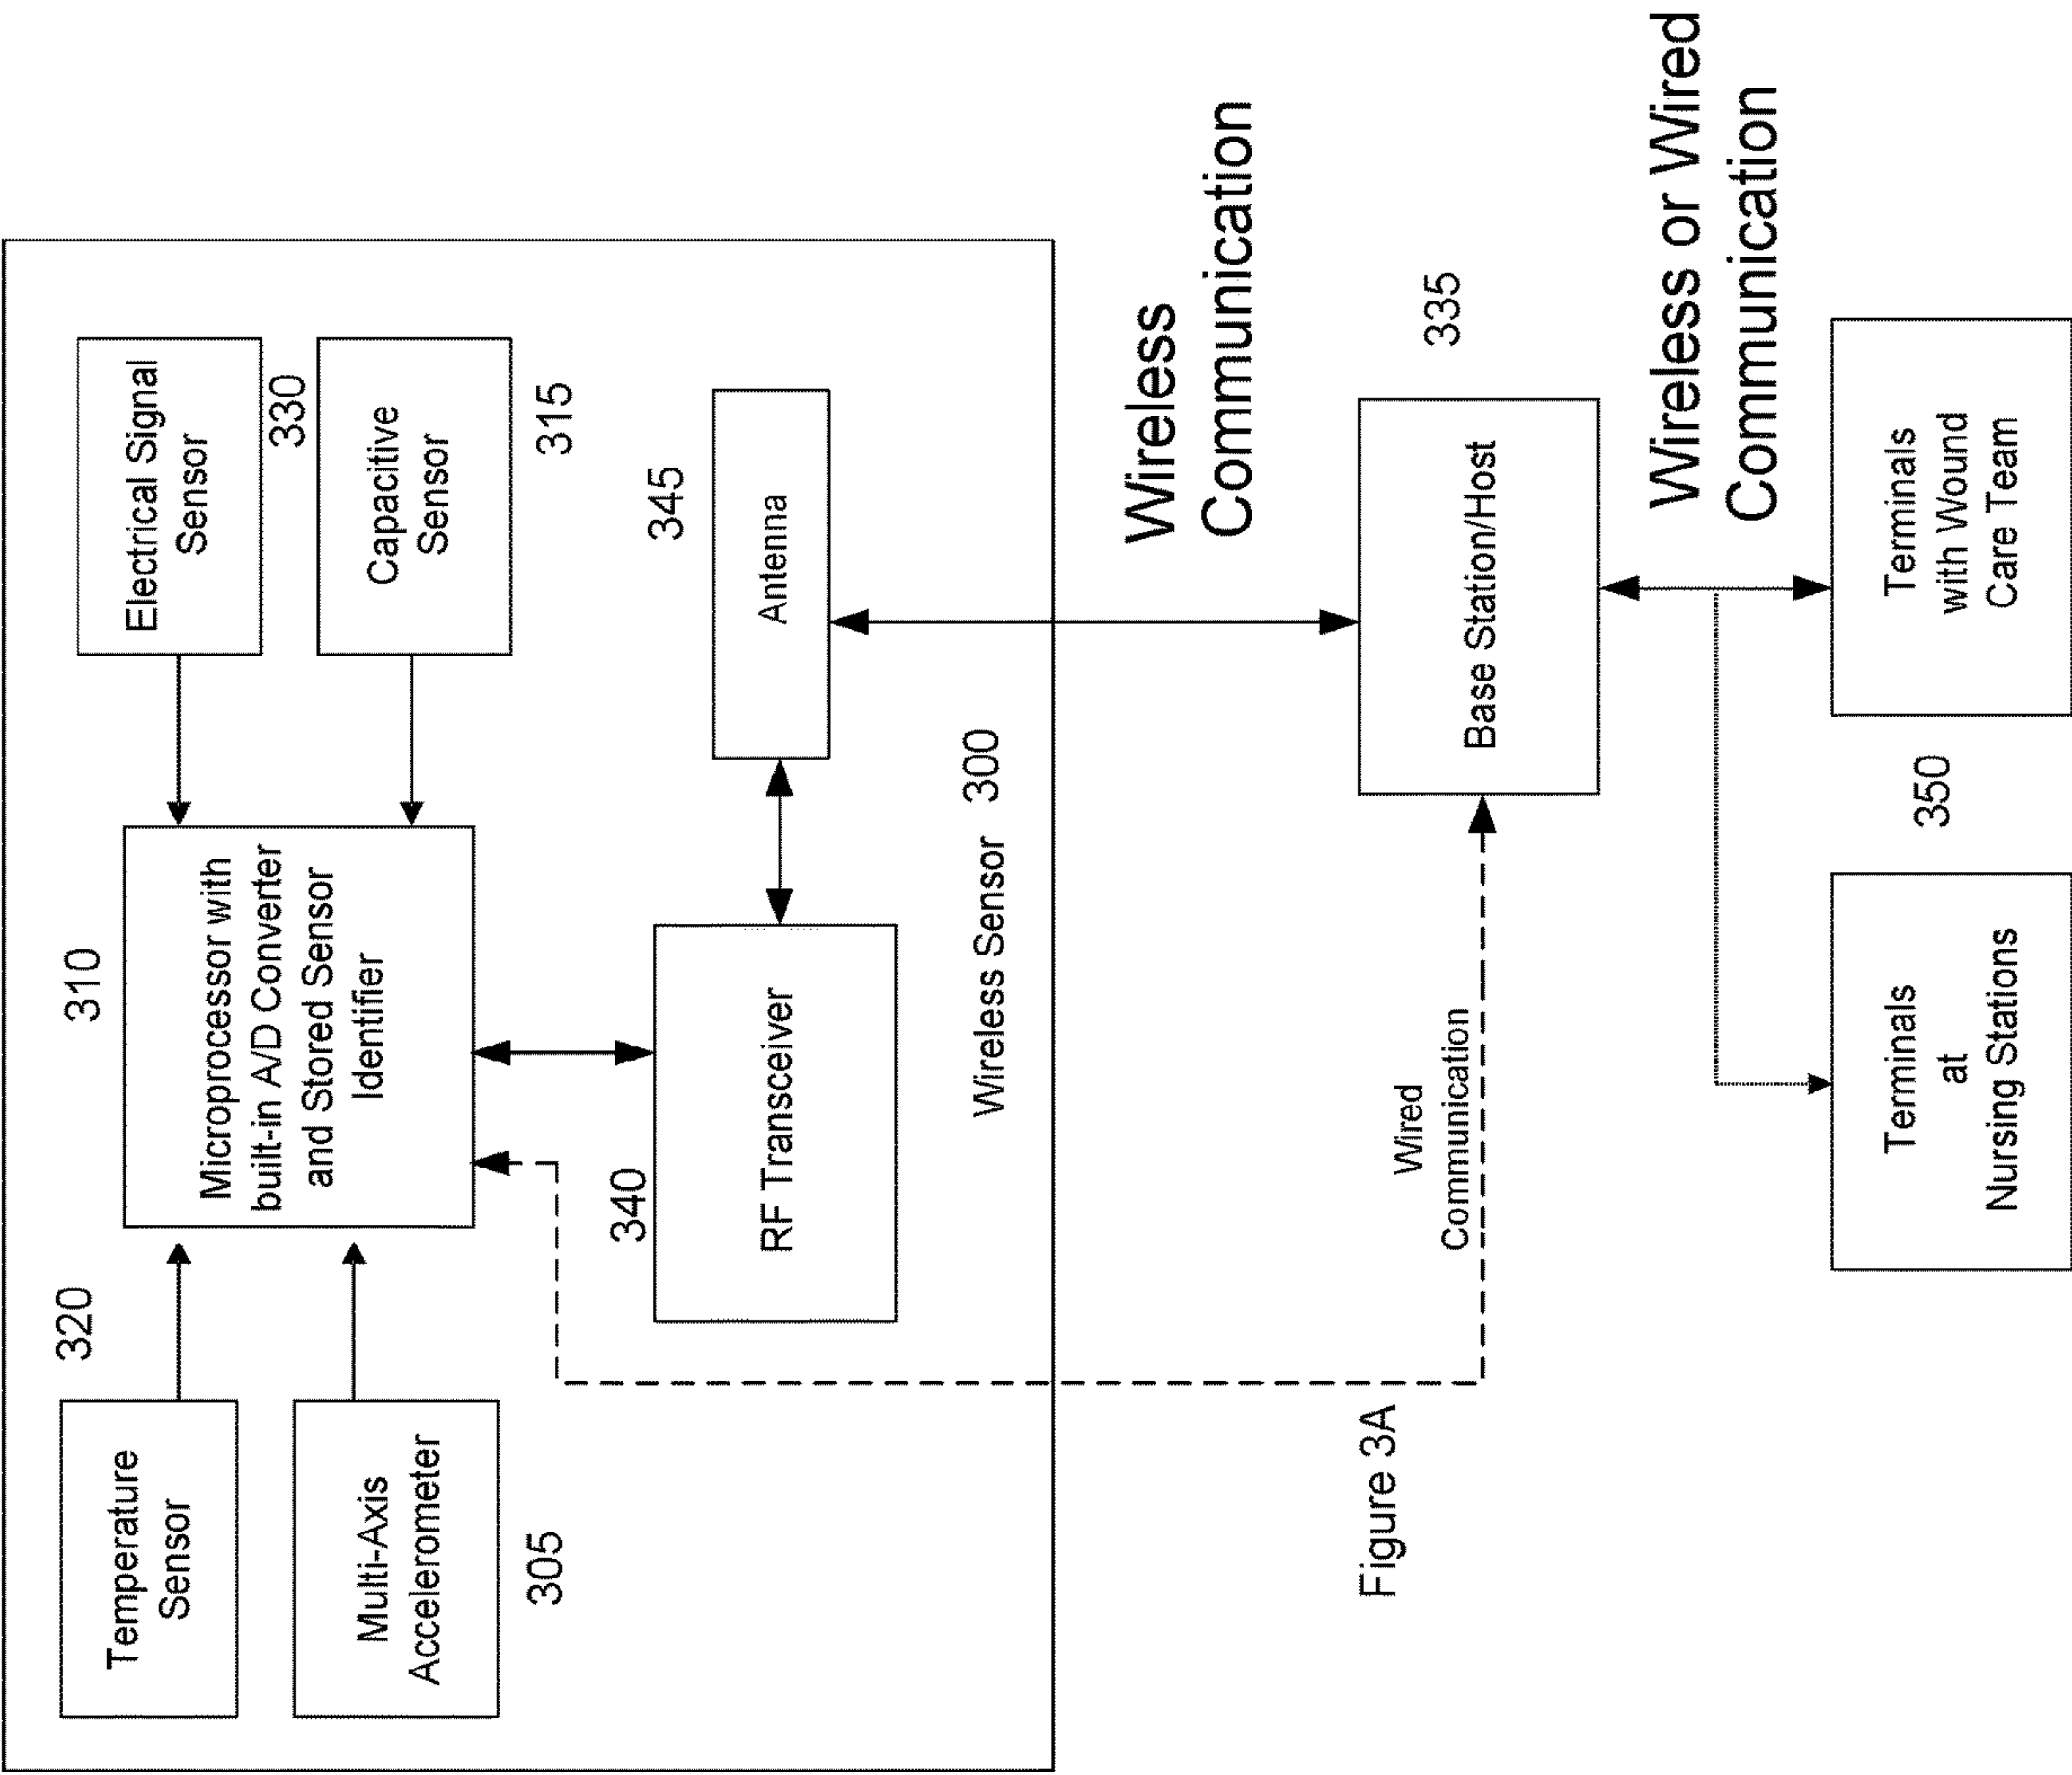 320
Temperature
Sensor
Multi-Axis
Accelerometer
305
310
Microprocessor with
built-in A/D Converter
and Stored Sensor
Identifier
Electrical Signal
Sensor
330
Capacitive
Sensor
315
340
RF Transceiver
345
Antenna
Wireless Sensor 300
Wireless
Communication
Figure 3A
Wired
Communication
335
Base Station/Host
Wireless or Wired
Communication
Terminals
at
Nursing Stations
350
Terminals
with Wound
Care Team